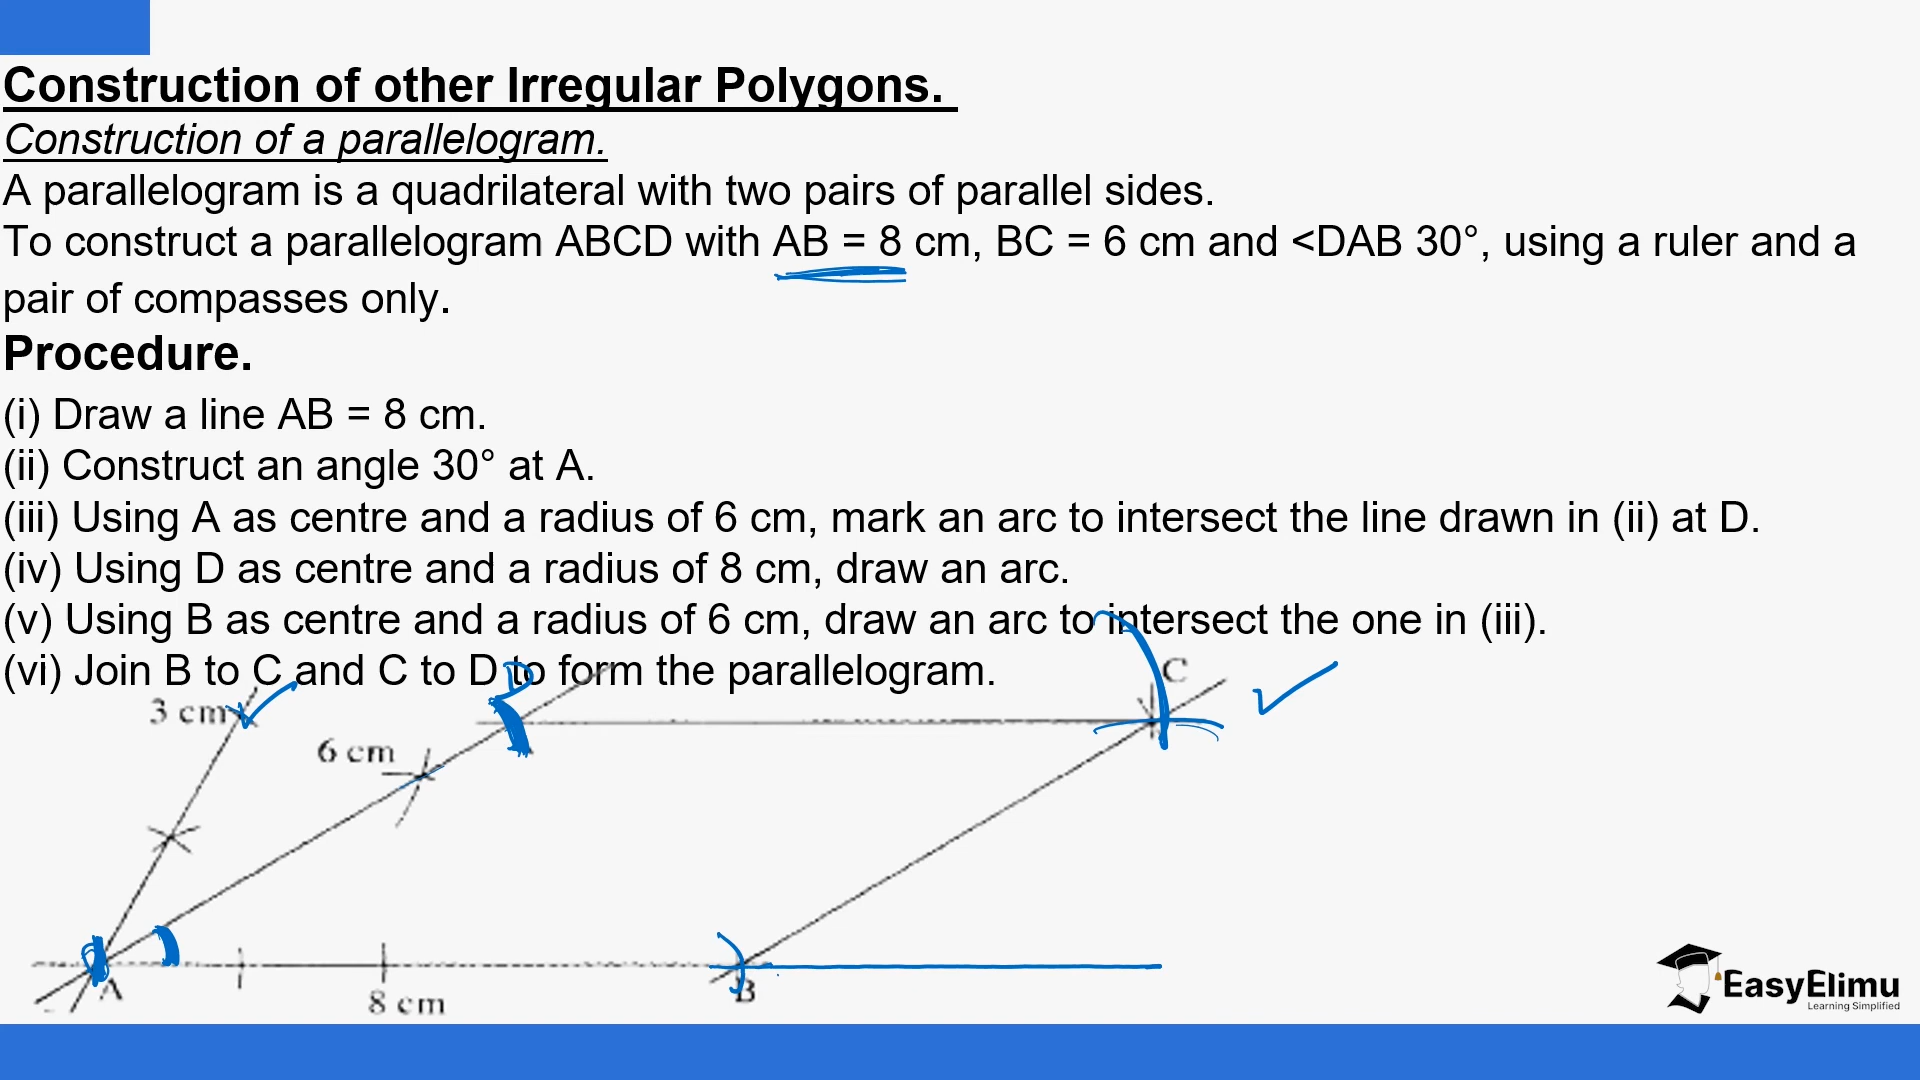 Construction of other Irregular Polygons.
Construction of a parallelogram.
A parallelogram is a quadrilateral with two pairs of parallel sides.
To construct a parallelogram ABCD with AB = 8 cm, BC = 6 cm and <DAB 30°, using a ruler and a
pair of compasses only.
Procedure.
(i) Draw a line AB = 8 cm.
(ii) Construct an angle 30° at A.
(iii) Using A as centre and a radius of 6 cm, mark an arc to intersect the line drawn in (ii) at D.
(iv) Using D as centre and a radius of 8 cm, draw an arc.
(v) Using B as centre and a radius of 6 cm, draw an arc to intersect the one in (iii).
(vi) Join B to C and C to D to form the parallelogram.
D
C
3 cm
6 cm
A
B
8 cm
EasyElimu
Learning Simplified